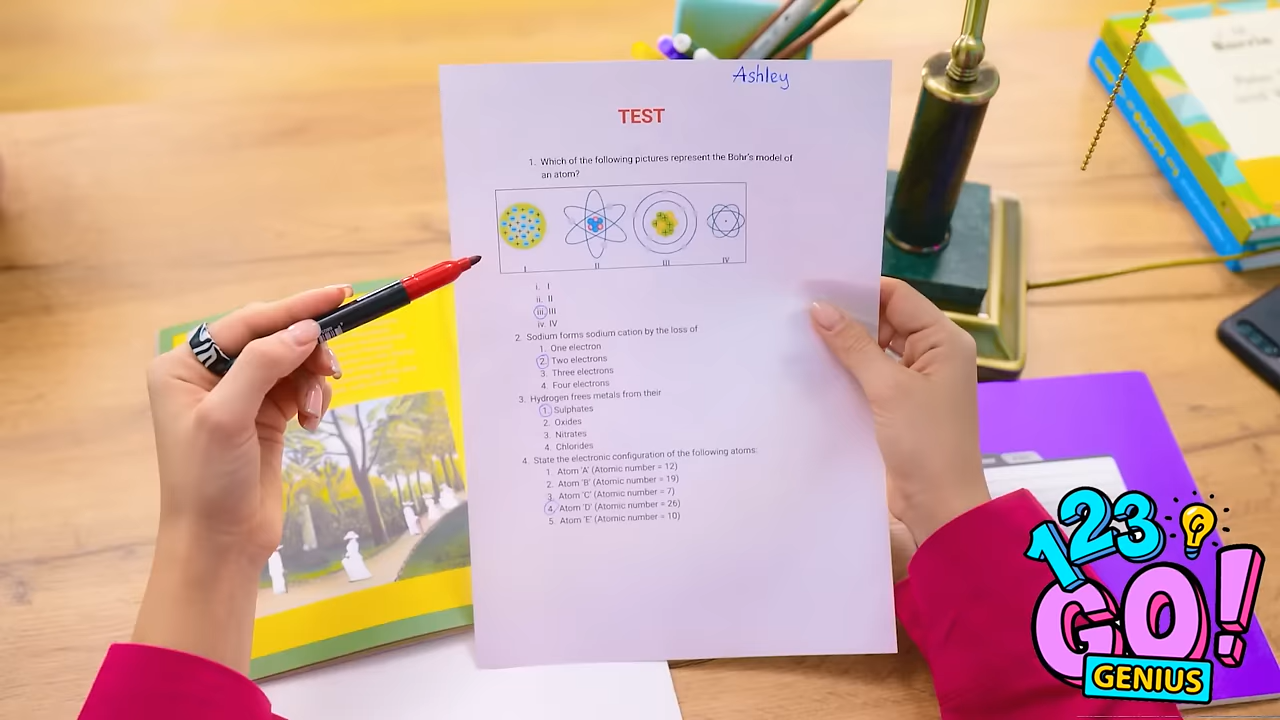 Ashley
TEST
1. Which of the following pictures represent the Bohr's model of
an atom?
I II III IV
i. I
ii. II
iii. III
iv. IV
2. Sodium forms sodium cation by the loss of
1. One electron
2. Two electrons
3. Three electrons
4. Four electrons
3. Hydrogen frees metals from their
1. Sulphates
2. Oxides
3. Nitrates
4. Chlorides
4. State the electronic configuration of the following atoms:
1. Atom 'A' (Atomic number = 12)
2. Atom 'B' (Atomic number = 19)
3. Atom 'C' (Atomic number = 7)
4. Atom 'D' (Atomic number = 26)
5. Atom 'E' (Atomic number = 10)
123
GO!
GENIUS